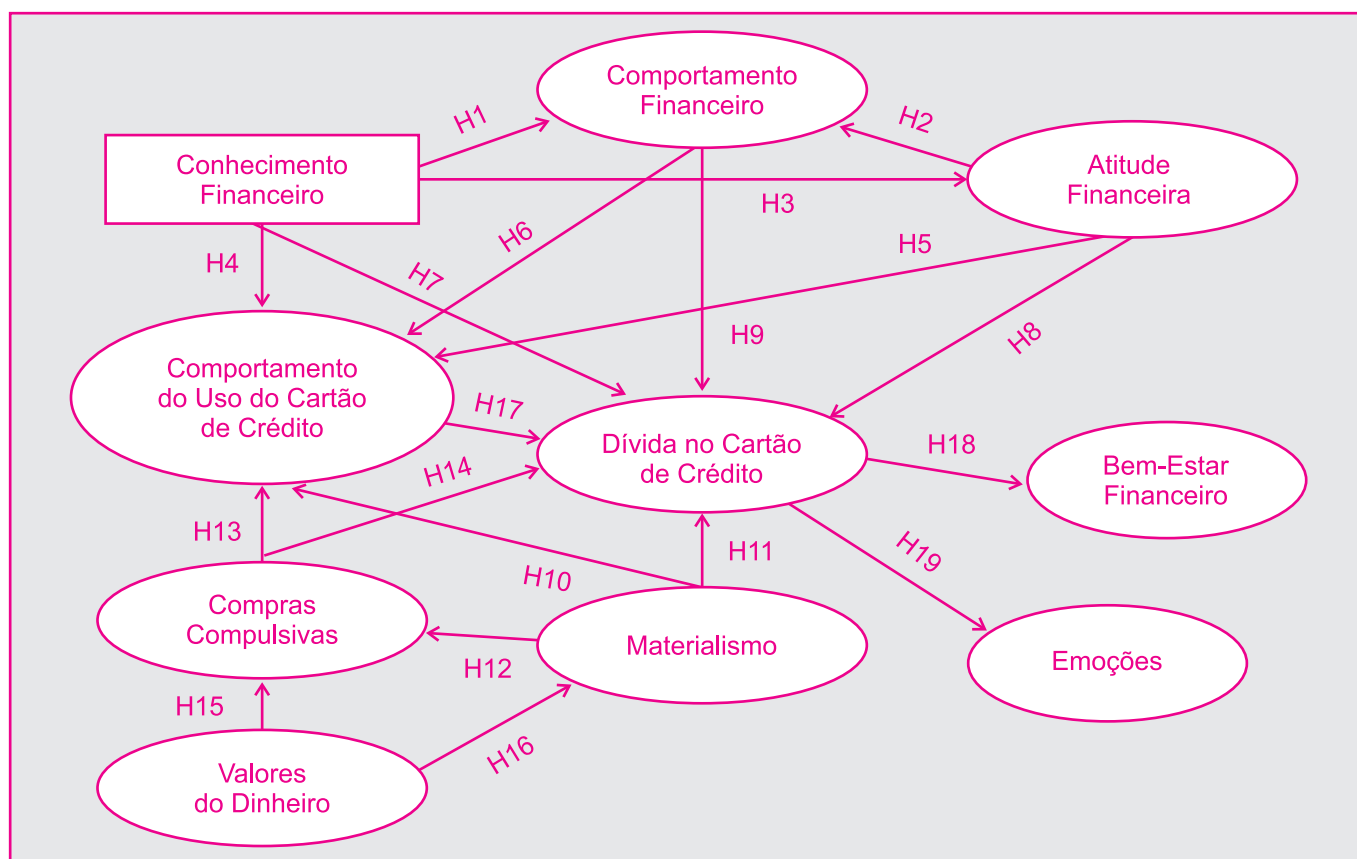 Comportamento
Financeiro
H1
H2
Conhecimento
Financeiro
Atitude
Financeira
H3
H6
H5
H4
H7
H9
H8
Comportamento
do Uso do Cartão
de Crédito
H17
Dívida no Cartão
de Crédito
H18
Bem-Estar
Financeiro
H14
H13
H11
H10
H19
Compras
Compulsivas
Materialismo
Emoções
H12
H15
H16
Valores
do Dinheiro